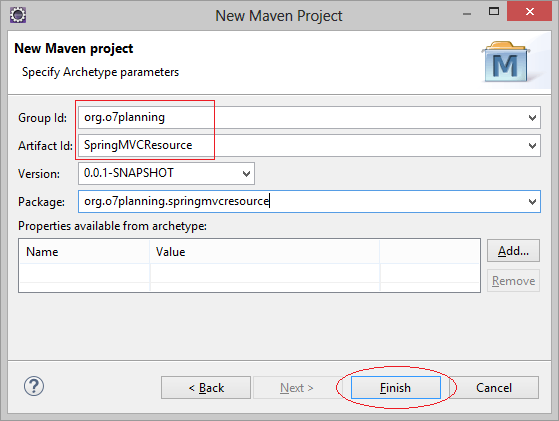 New Maven Project
New Maven project
Specify Archetype parameters
M
Group Id: org.o7planning
Artifact Id: SpringMVCResource
Version: 0.0.1-SNAPSHOT
Package: org.o7planning.springmvcresource
Properties available from archetype:
Name Value
Add...
Remove
? < Back Next > Finish Cancel